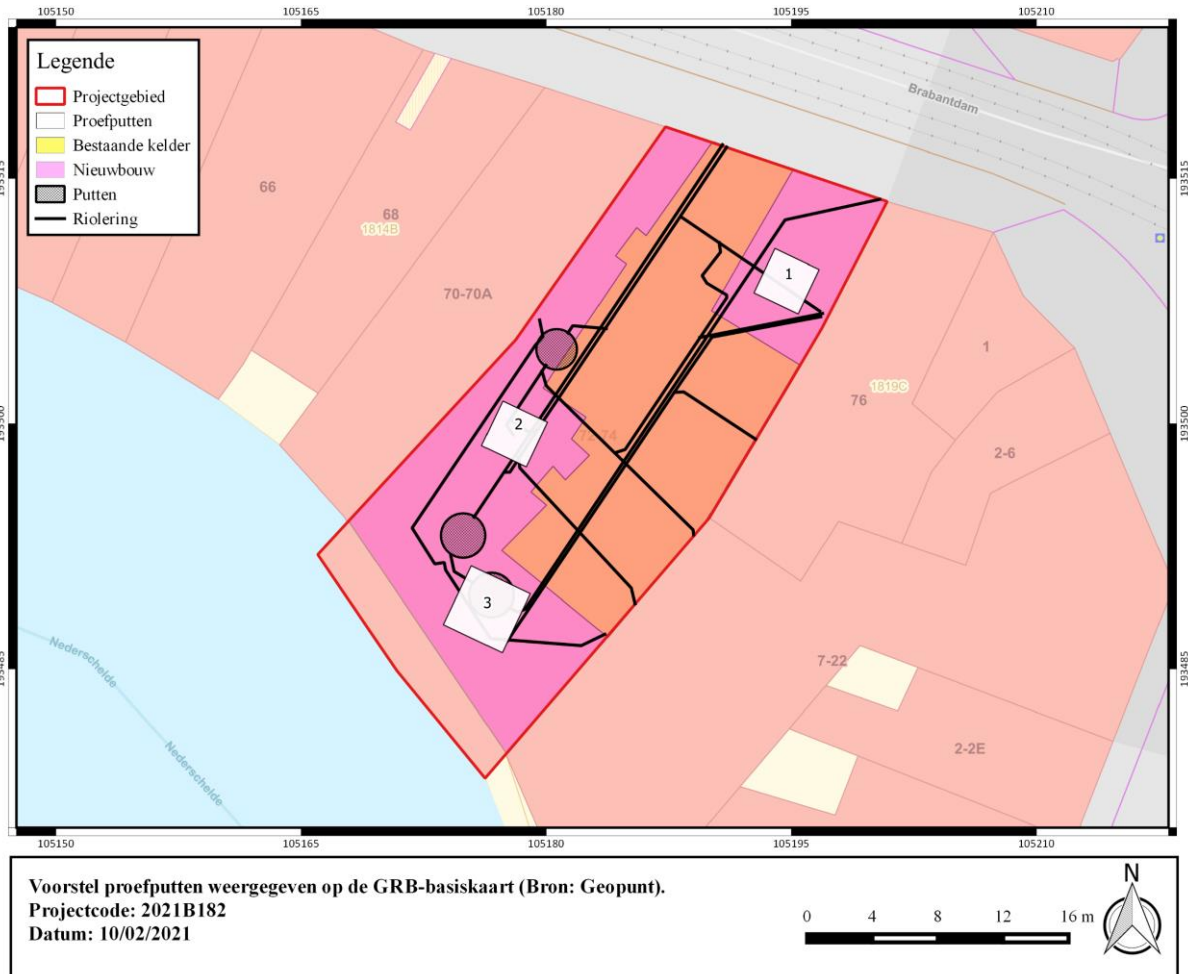 105150 105165 105180 105195 105210
Legende
Projectgebied
Proefputten
Bestaande kelder
Nieuwbouw
Putten
Riolering
Brabantdam
193515 193515
66
68
1814B
70-70A
1
1
1819C
76
2
72-74
193500 193500
2-6
3
7-22
193485 193485
Nederschelde
Nederschelde
2-2E
105150 105165 105180 105195 105210
Voorstel proefputten weergegeven op de GRB-basiskaart (Bron: Geopunt).
Projectcode: 2021B182
Datum: 10/02/2021
0 4 8 12 16 m
N